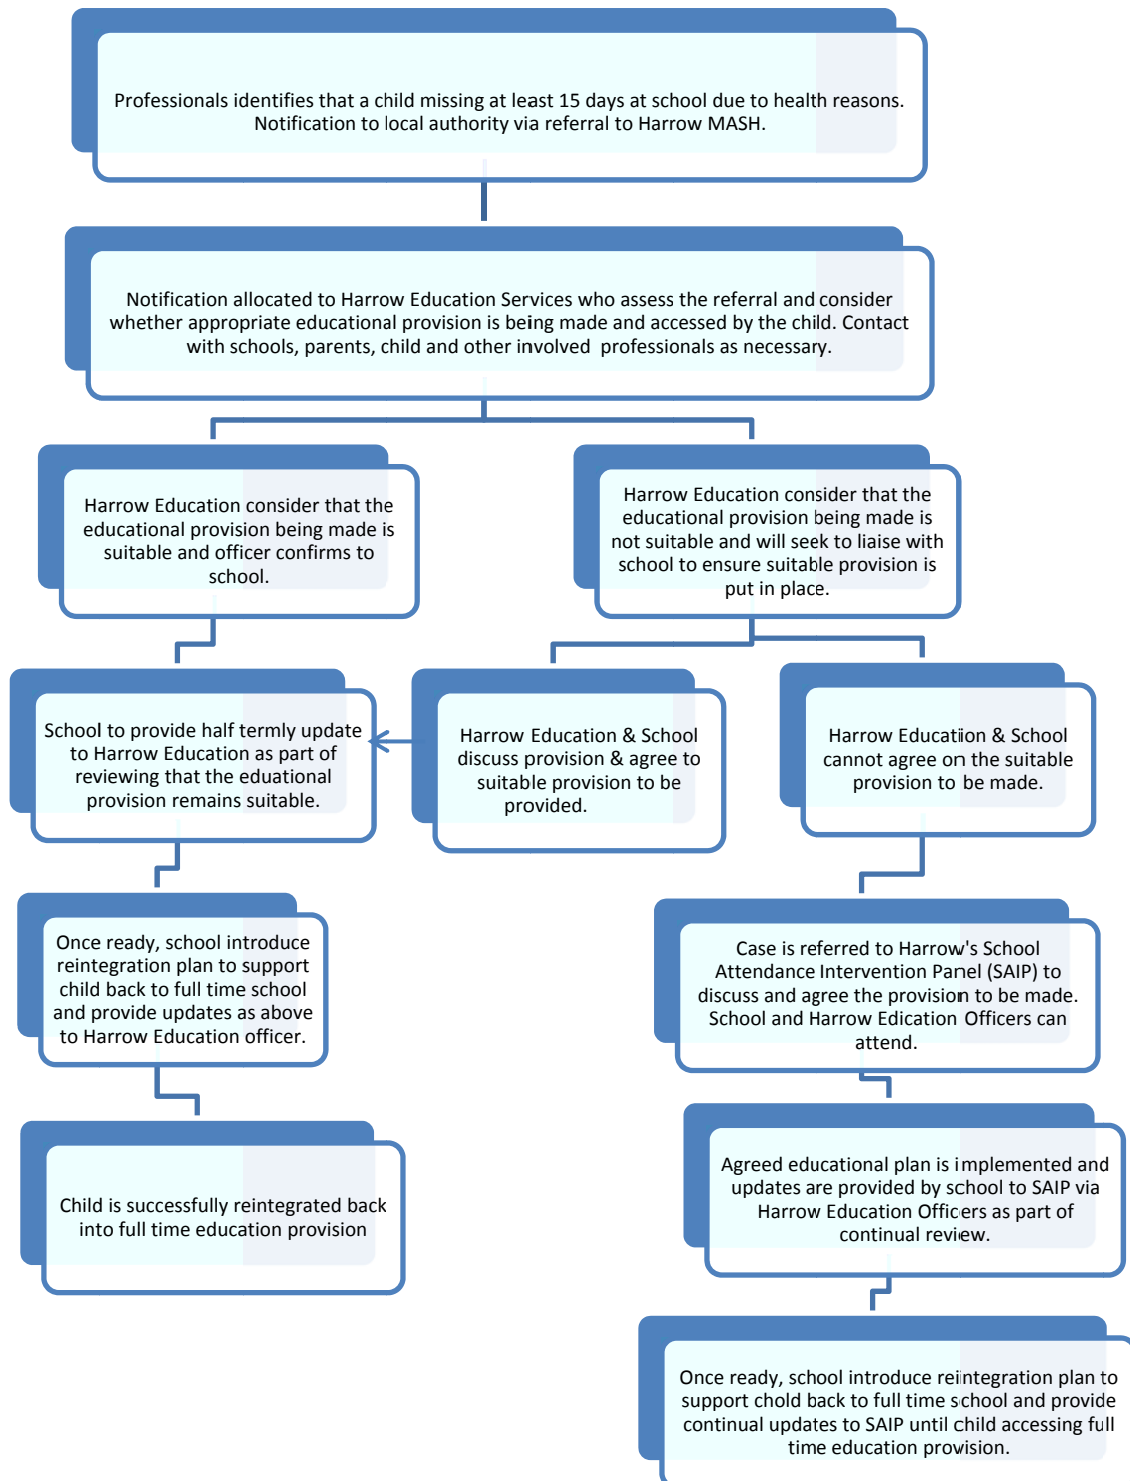 Professionals identifies that a child missing at least 15 days at school due to health reasons.
Notification to local authority via referral to Harrow MASH.
Notification allocated to Harrow Education Services who assess the referral and consider
whether appropriate educational provision is being made and accessed by the child. Contact
with schools, parents, child and other involved professionals as necessary.
Harrow Education consider that the
educational provision being made is
suitable and officer confirms to
school.
Harrow Education consider that the
educational provision being made is
not suitable and will seek to liaise with
school to ensure suitable provision is
put in place.
School to provide half termly update
to Harrow Education as part of
reviewing that the eduational
provision remains suitable.
Harrow Education & School
discuss provision & agree to
suitable provision to be
provided.
Harrow Education & School
cannot agree on the suitable
provision to be made.
Once ready, school introduce
reintegration plan to support
child back to full time school
and provide updates as above
to Harrow Education officer.
Case is referred to Harrow's School
Attendance Intervention Panel (SAIP) to
discuss and agree the provision to be made.
School and Harrow Edication Officers can
attend.
Child is successfully reintegrated back
into full time education provision
Agreed educational plan is implemented and
updates are provided by school to SAIP via
Harrow Education Officers as part of
continual review.
Once ready, school introduce reintegration plan to
support chold back to full time school and provide
continual updates to SAIP until child accessing full
time education provision.